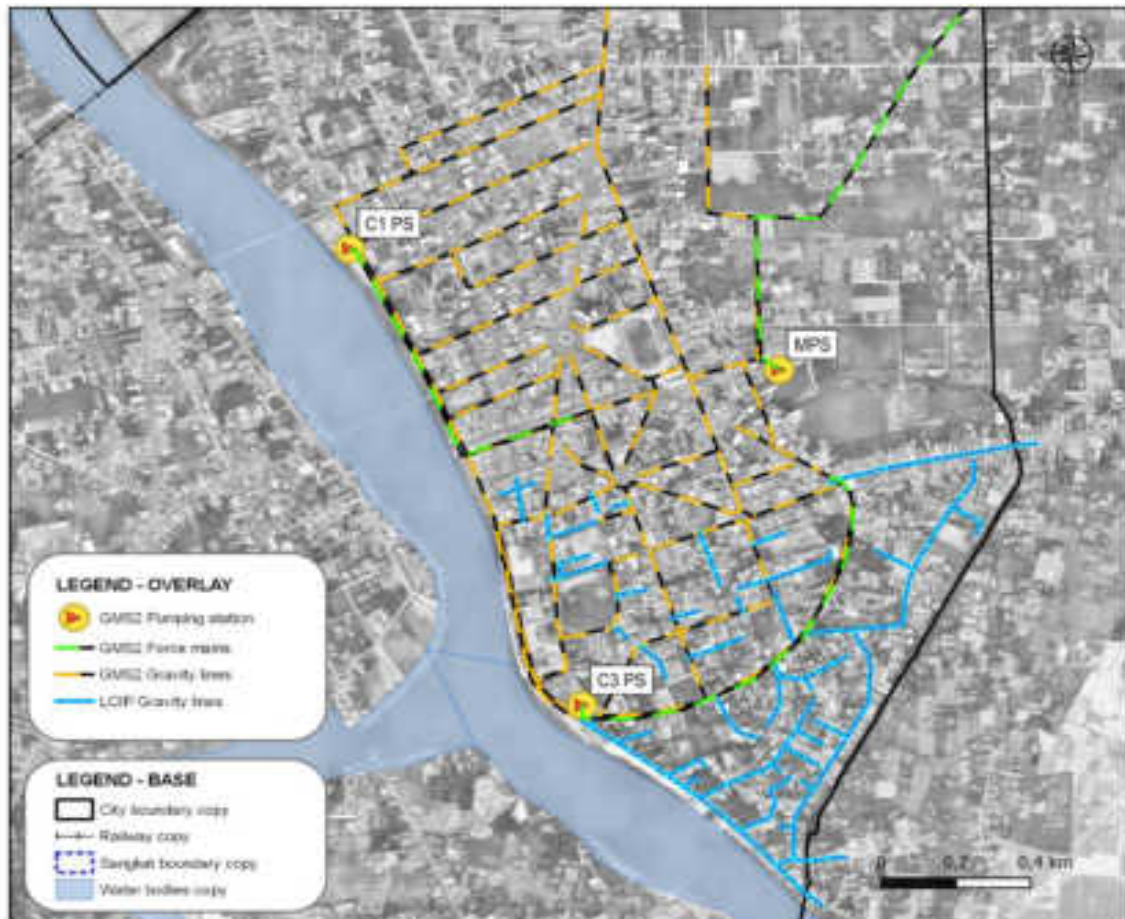 C1 PS
MPS
C3 PS
LEGEND - OVERLAY
GMS2 Pumping station
GMS2 Force mains
GMS2 Gravity lines
LCIP Gravity lines
LEGEND - BASE
City boundary copy
Railway copy
Sangkat boundary copy
Water bodies copy
0 0.2 0.4 km